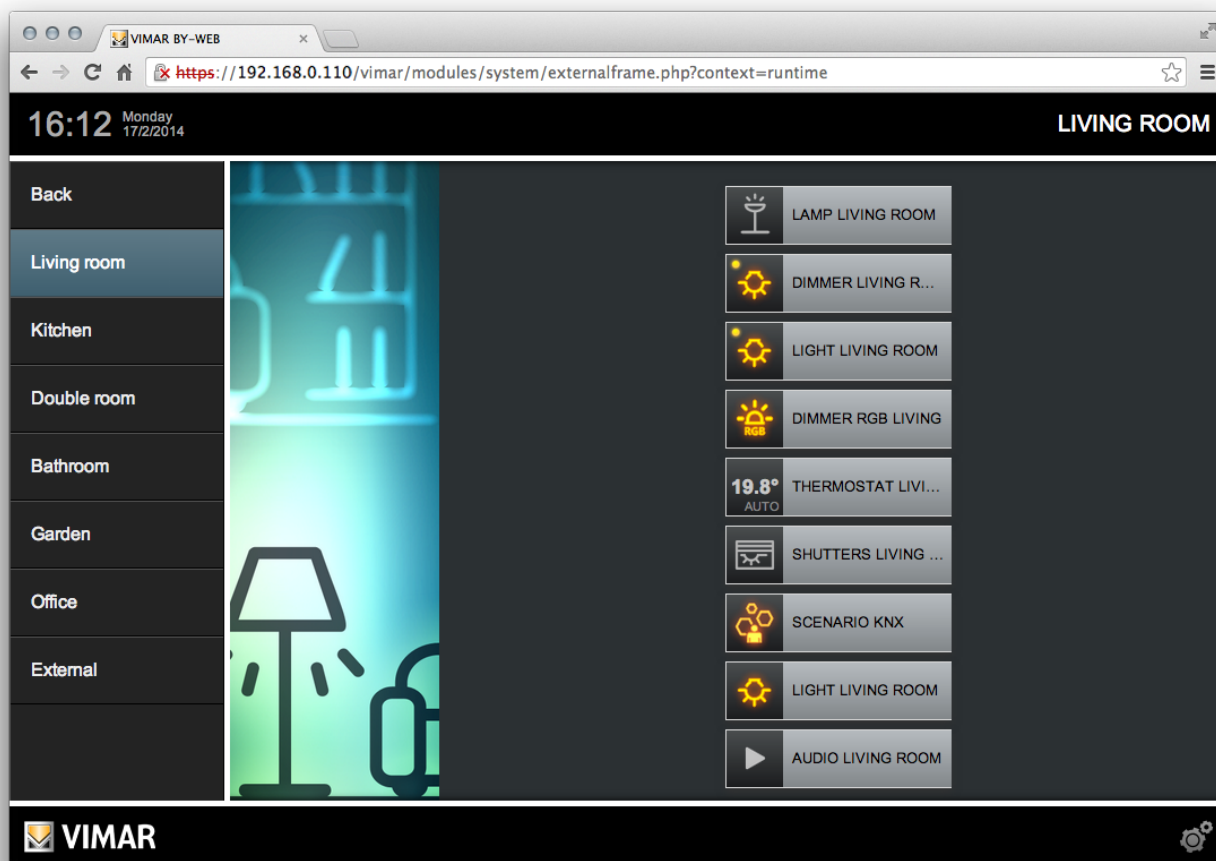 VIMAR BY-WEB
https://192.168.0.110/vimar/modules/system/externalframe.php?context=runtime
16:12 Monday
17/2/2014
LIVING ROOM
Back
Living room
Kitchen
Double room
Bathroom
Garden
Office
External
LAMP LIVING ROOM
DIMMER LIVING R...
LIGHT LIVING ROOM
RGB
DIMMER RGB LIVING
19.8°
AUTO
THERMOSTAT LIVI...
SHUTTERS LIVING ...
SCENARIO KNX
LIGHT LIVING ROOM
AUDIO LIVING ROOM
VIMAR